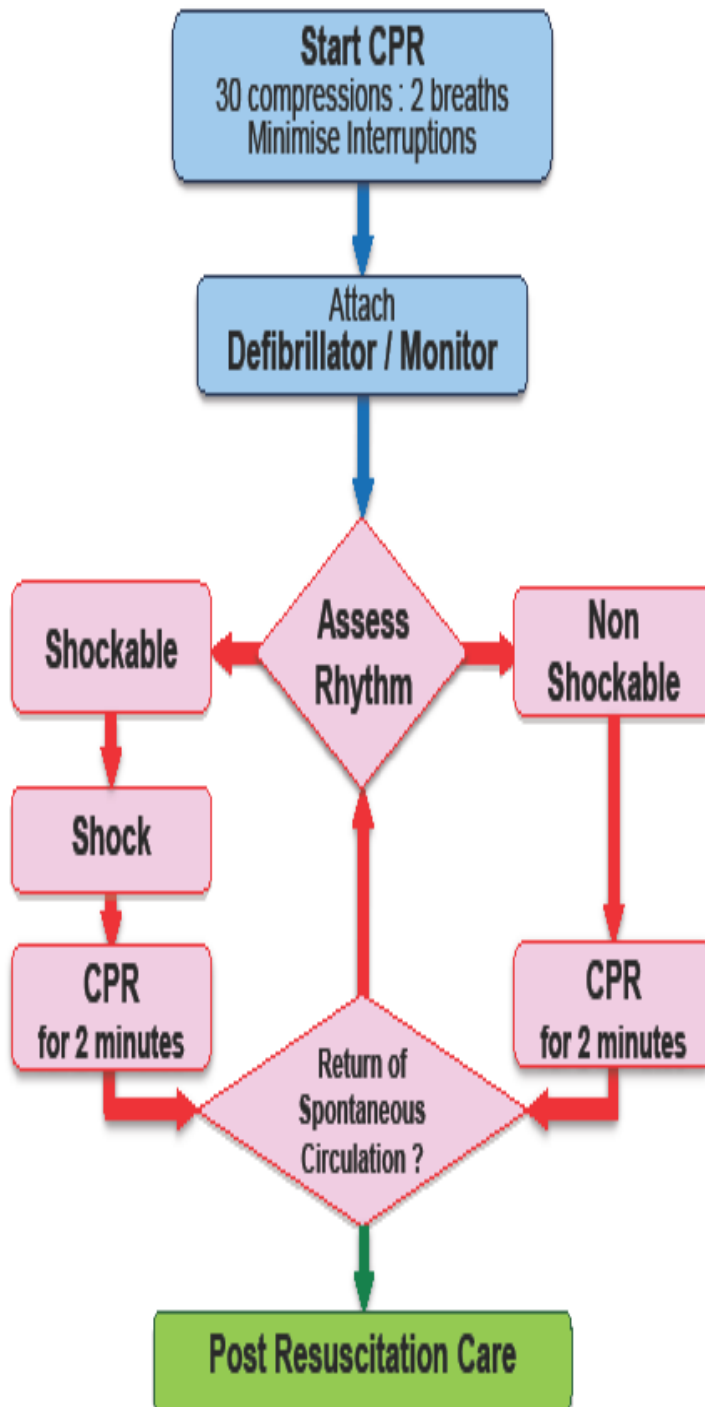 Start CPR
30 compressions : 2 breaths
Minimise Interruptions
Attach
Defibrillator / Monitor
Assess
Rhythm
Shockable
Non
Shockable
Shock
CPR
for 2 minutes
CPR
for 2 minutes
Return of
Spontaneous
Circulation ?
Post Resuscitation Care